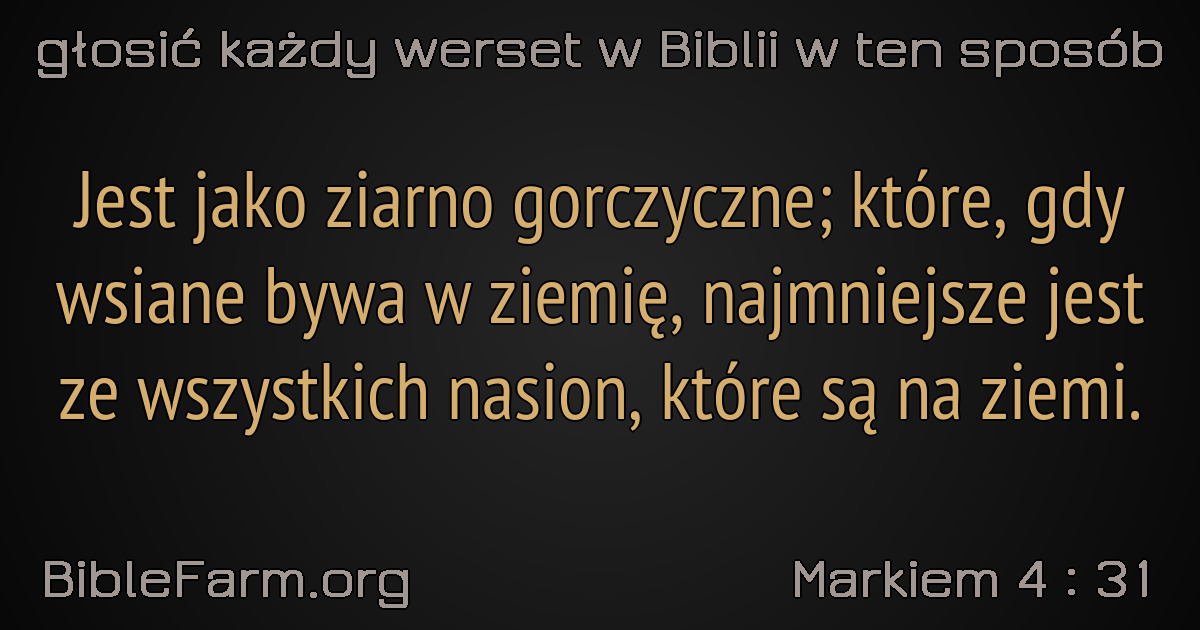 głosić każdy werset w Biblii w ten sposób
Jest jako ziarno gorczyczne; które, gdy
wsiane bywa w ziemię, najmniejsze jest
ze wszystkich nasion, które są na ziemi.
BibleFarm.org
Markiem 4 : 31